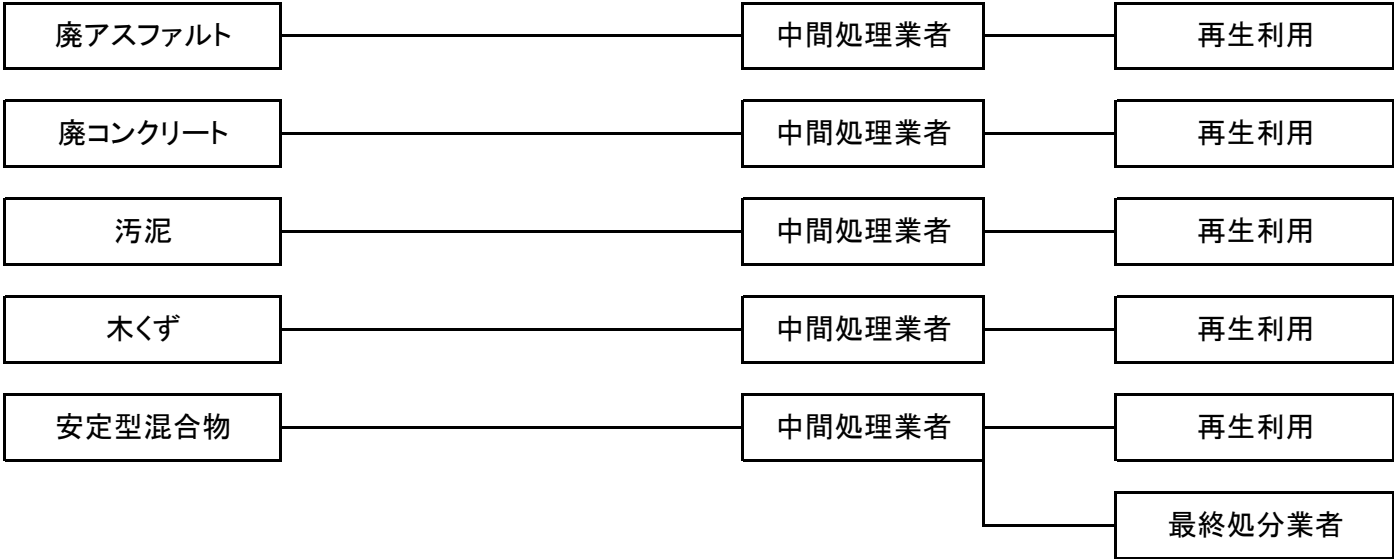 廃アスファルト 中間処理業者 再生利用
廃コンクリート 中間処理業者 再生利用
汚泥 中間処理業者 再生利用
木くず 中間処理業者 再生利用
安定型混合物 中間処理業者 再生利用
最終処分業者